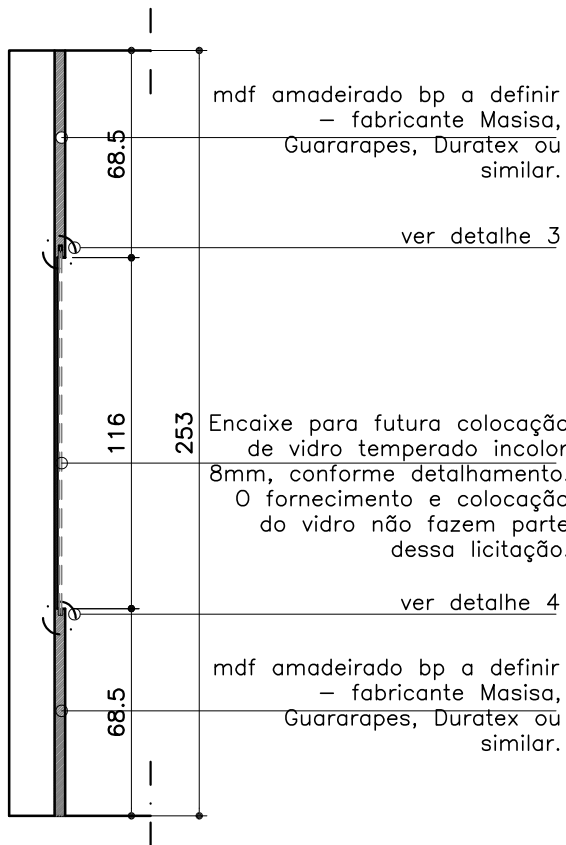 mdf amadeirado bp a definir
– fabricante Masisa,
Guararapes, Duratex ou
similar.
68.5
ver detalhe 3
116
253
Encaixe para futura colocação
de vidro temperado incolor
8mm, conforme detalhamento.
O fornecimento e colocação
do vidro não fazem parte
dessa licitação.
ver detalhe 4
mdf amadeirado bp a definir
– fabricante Masisa,
Guararapes, Duratex ou
similar.
68.5